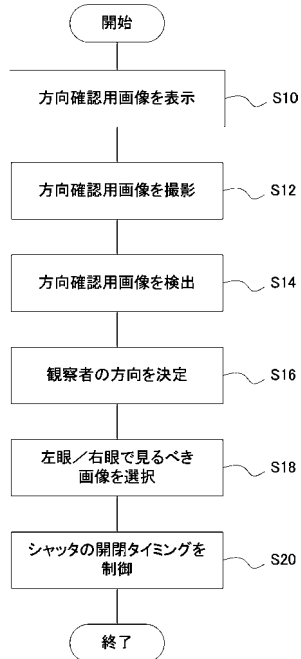 開始
方向確認用画像を表示
S10
方向確認用画像を撮影
S12
方向確認用画像を検出
S14
観察者の方向を決定
S16
左眼／右眼で見るべき
画像を選択
S18
シャッタの開閉タイミングを
制御
S20
終了